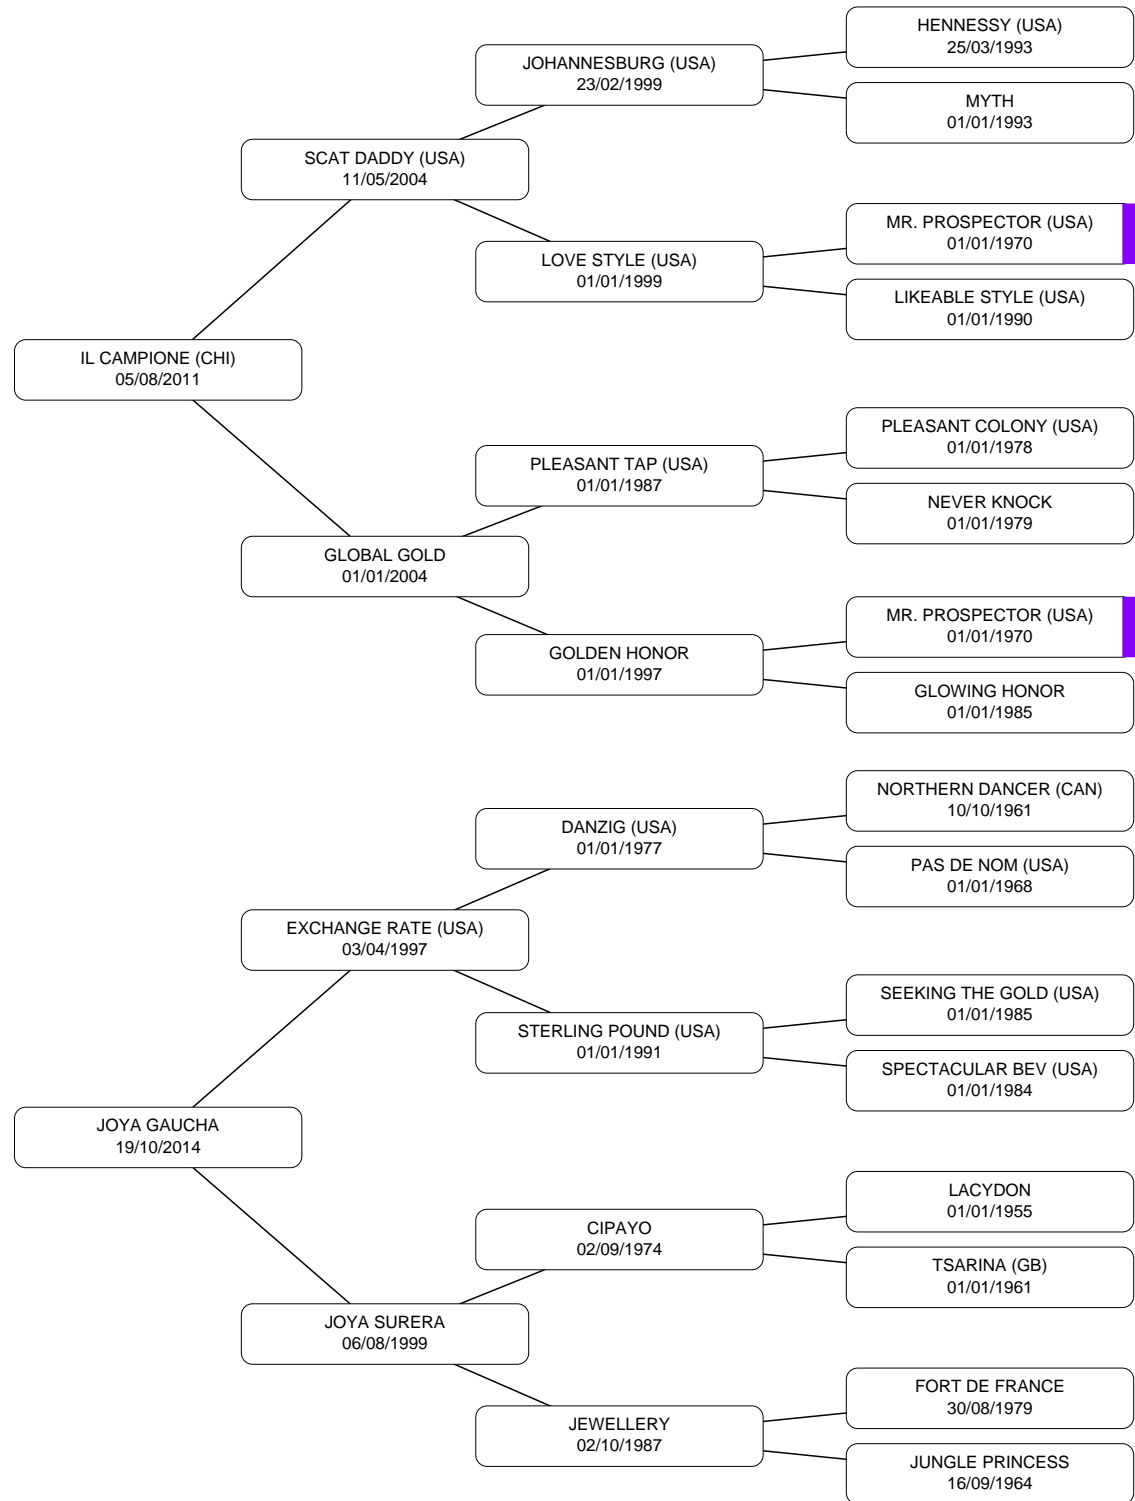 HENNESSY (USA)
25/03/1993
JOHANNESBURG (USA)
23/02/1999
MYTH
01/01/1993
SCAT DADDY (USA)
11/05/2004
MR. PROSPECTOR (USA)
01/01/1970
LOVE STYLE (USA)
01/01/1999
LIKEABLE STYLE (USA)
01/01/1990
IL CAMPIONE (CHI)
05/08/2011
PLEASANT COLONY (USA)
01/01/1978
PLEASANT TAP (USA)
01/01/1987
NEVER KNOCK
01/01/1979
GLOBAL GOLD
01/01/2004
MR. PROSPECTOR (USA)
01/01/1970
GOLDEN HONOR
01/01/1997
GLOWING HONOR
01/01/1985
NORTHERN DANCER (CAN)
10/10/1961
DANZIG (USA)
01/01/1977
PAS DE NOM (USA)
01/01/1968
EXCHANGE RATE (USA)
03/04/1997
SEEKING THE GOLD (USA)
01/01/1985
STERLING POUND (USA)
01/01/1991
SPECTACULAR BEV (USA)
01/01/1984
JOYA GAUCHA
19/10/2014
LACYDON
01/01/1955
CIPAYO
02/09/1974
TSARINA (GB)
01/01/1961
JOYA SURERA
06/08/1999
FORT DE FRANCE
30/08/1979
JEWELLERY
02/10/1987
JUNGLE PRINCESS
16/09/1964